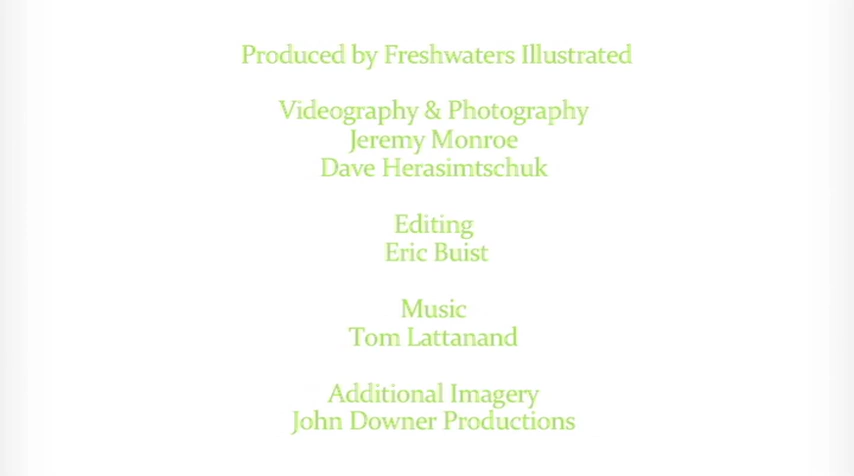 Produced by Freshwaters Illustrated
Videography & Photography
Jeremy Monroe
Dave Herasimtschuk
Editing
Eric Buist
Music
Tom Lattanand
Additional Imagery
John Downer Productions